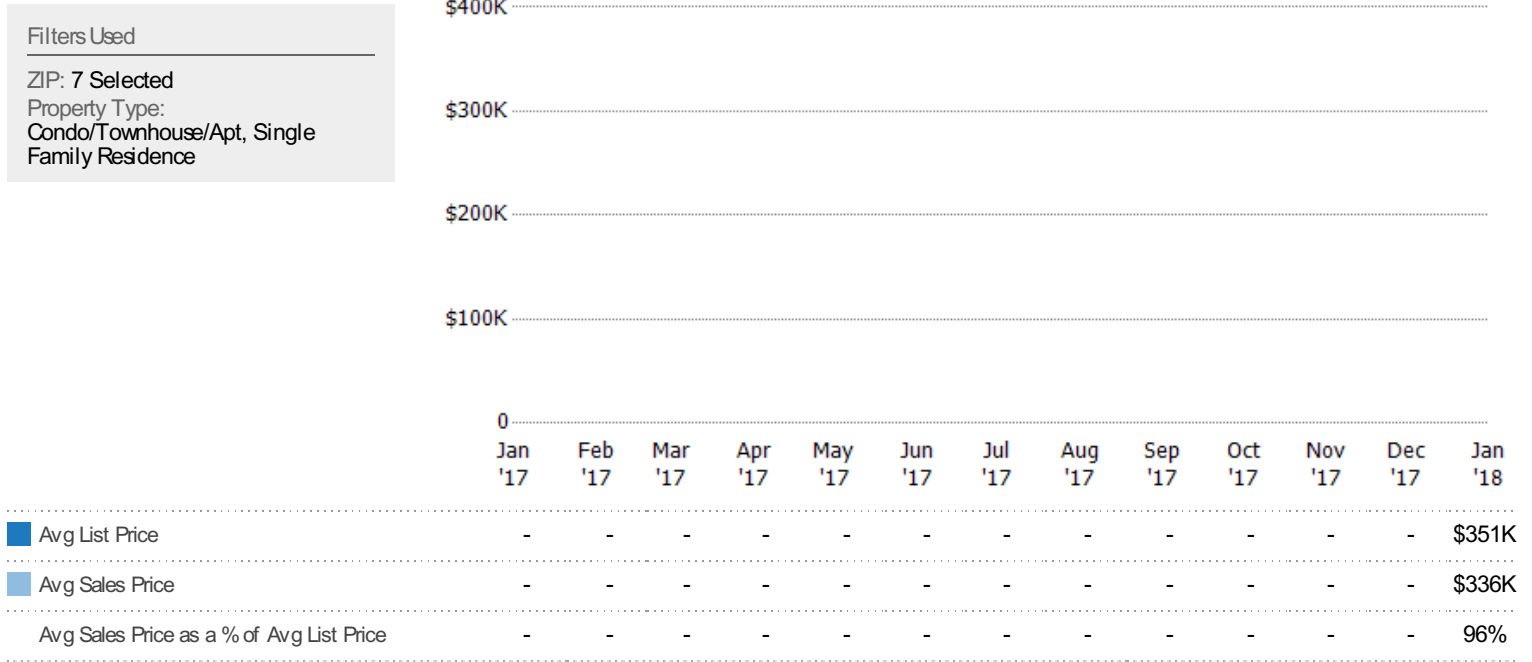 Filters Used
ZIP: 7 Selected
Property Type:
Condo/Townhouse/Apt, Single
Family Residence
$400K
$300K
$200K
$100K
0
Jan Feb Mar Apr May Jun Jul Aug Sep Oct Nov Dec Jan
'17 '17 '17 '17 '17 '17 '17 '17 '17 '17 '17 '17 '18
Avg List Price - - - - - - - - - - - - $351K
Avg Sales Price - - - - - - - - - - - - $336K
Avg Sales Price as a % of Avg List Price - - - - - - - - - - - - 96%